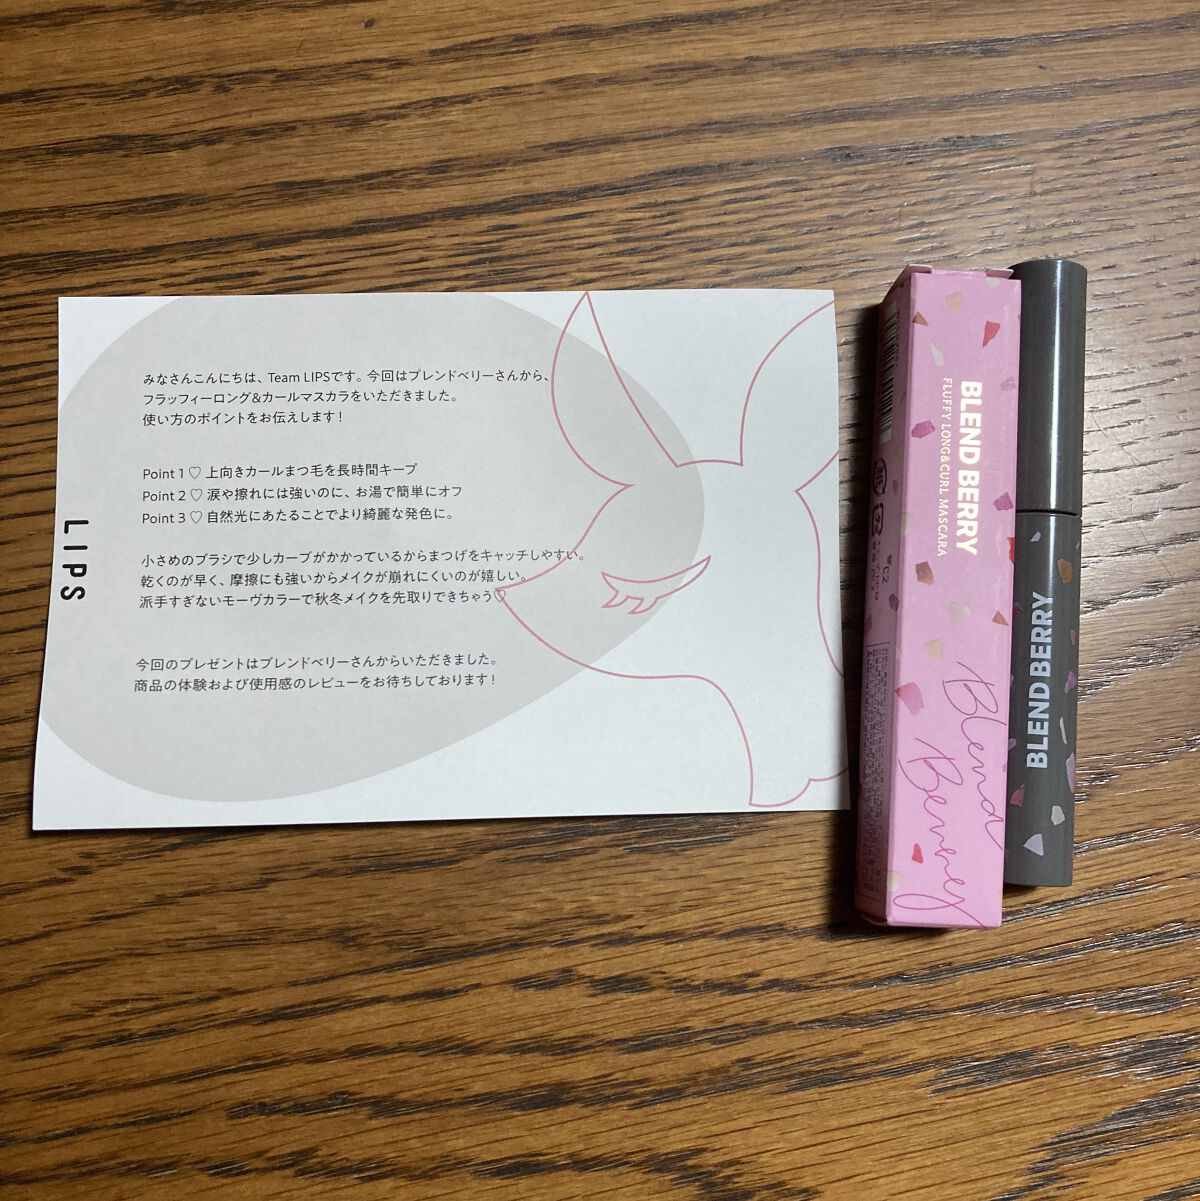 みなさんこんにちは、Team LIPSです。今回はブレンドベリーさんから、
フラッフィーロング&カールマスカラをいただきました。
使い方のポイントをお伝えします！
Point 1 ♡ 上向きカールまつ毛を長時間キープ
Point 2 ♡ 涙や擦れには強いのに、お湯で簡単にオフ
Point 3 ♡ 自然光にあたることでより綺麗な発色に。
小さめのブラシで少しカーブがかかっているからまつげをキャッチしやすい。
乾くのが早く、摩擦にも強いからメイクが崩れにくいのが嬉しい。
派手すぎないモーヴカラーで秋冬メイクを先取りできちゃう♡
今回のプレゼントはブレンドベリーさんからいただきました。
商品の体験および使用感のレビューをお待ちしております！
LIPS
BLEND BERRY
FLUFFY LONG&CURL MASCARA
Blend
Berry
BLEND BERRY